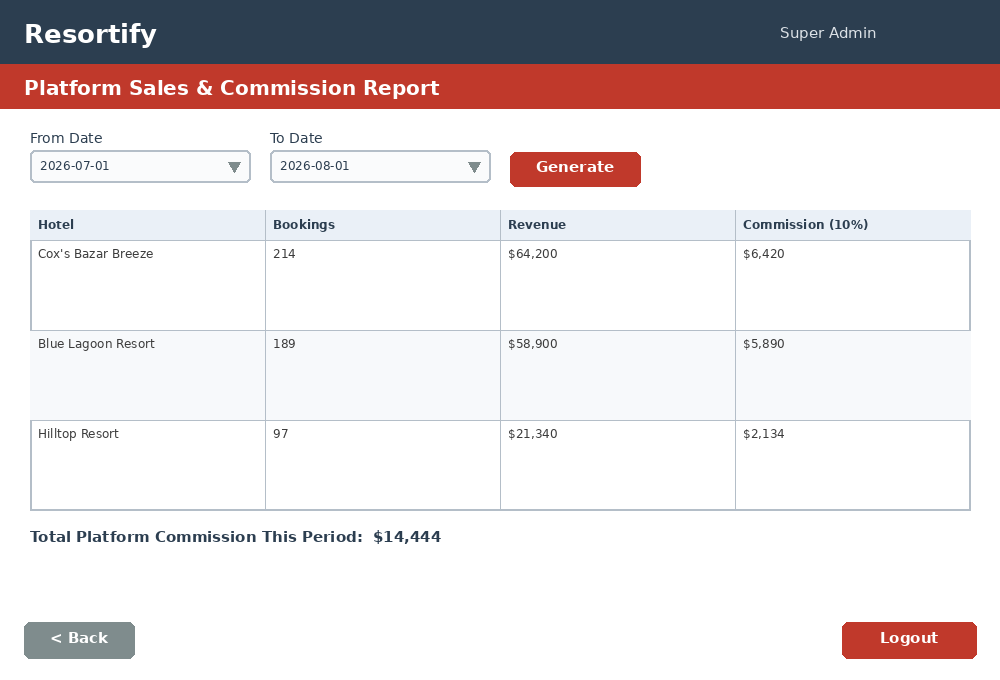 Resortify
Super Admin
Platform Sales & Commission Report
From Date
To Date
2026-07-01
2026-08-01
Generate
Hotel Bookings Revenue Commission (10%)
Cox's Bazar Breeze 214 $64,200 $6,420
Blue Lagoon Resort 189 $58,900 $5,890
Hilltop Resort 97 $21,340 $2,134
Total Platform Commission This Period: $14,444
< Back
Logout